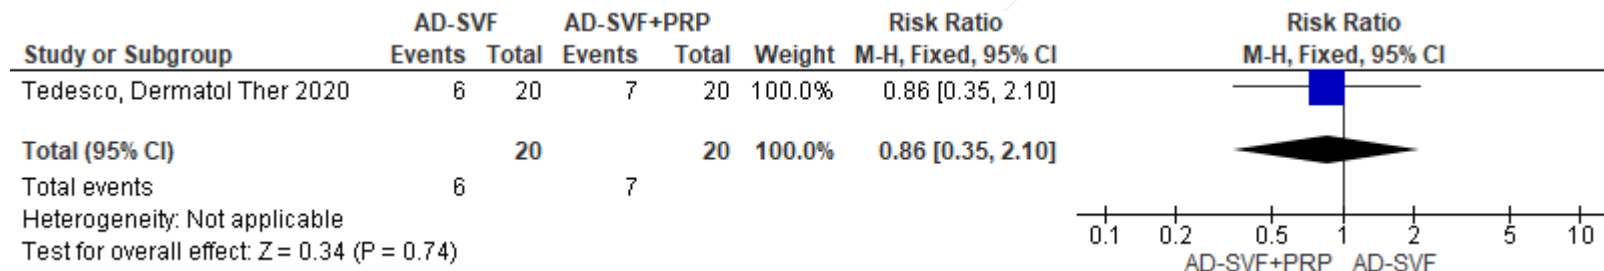 AD-SVF AD-SVF+PRP Risk Ratio Risk Ratio
Study or Subgroup Events Total Events Total Weight M-H, Fixed, 95% CI M-H, Fixed, 95% CI
Tedesco, Dermatol Ther 2020 6 20 7 20 100.0% 0.86 [0.35, 2.10]
Total (95% CI) 20 20 100.0% 0.86 [0.35, 2.10]
Total events 6 7
Heterogeneity: Not applicable
Test for overall effect: Z = 0.34 (P = 0.74)
0.1 0.2 0.5 1 2 5 10
AD-SVF+PRP AD-SVF